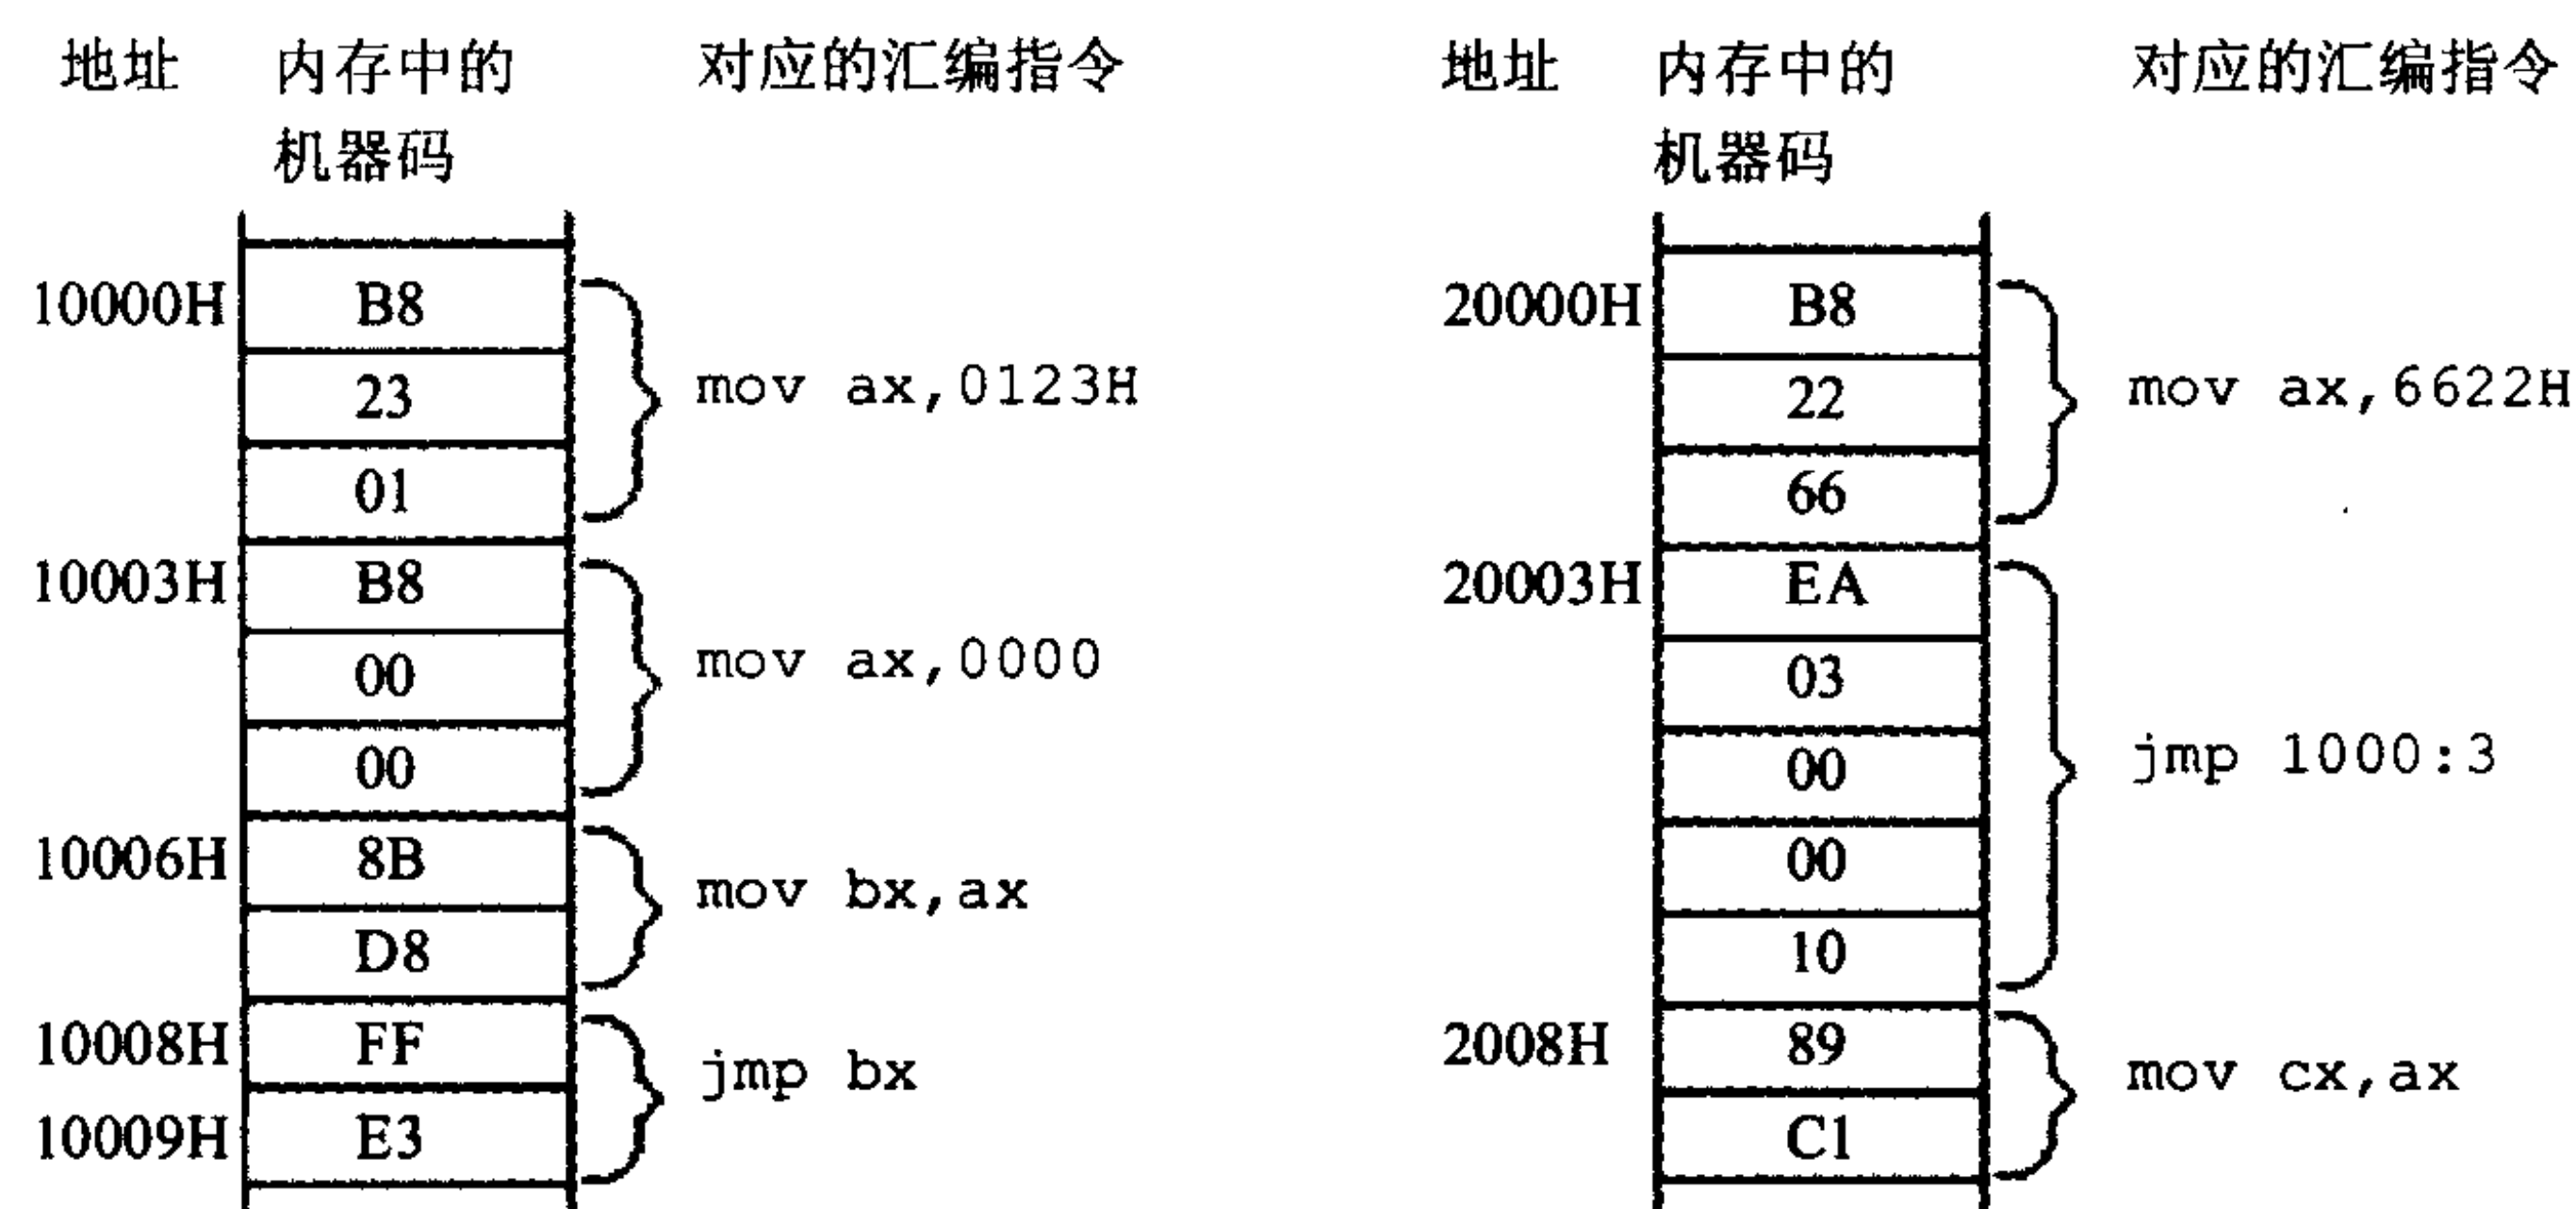 地址 内存中的 对应的汇编指令
机器码
10000H B8
23 mov ax,0123H
01
10003H B8
00 mov ax,0000
00
10006H 8B
mov bx,ax
D8
10008H FF
jmp bx
10009H E3
地址 内存中的 对应的汇编指令
机器码
20000H B8
22 mov ax,6622H
66
20003H EA
03
00 jmp 1000:3
00
10
2008H 89
mov cx,ax
C1